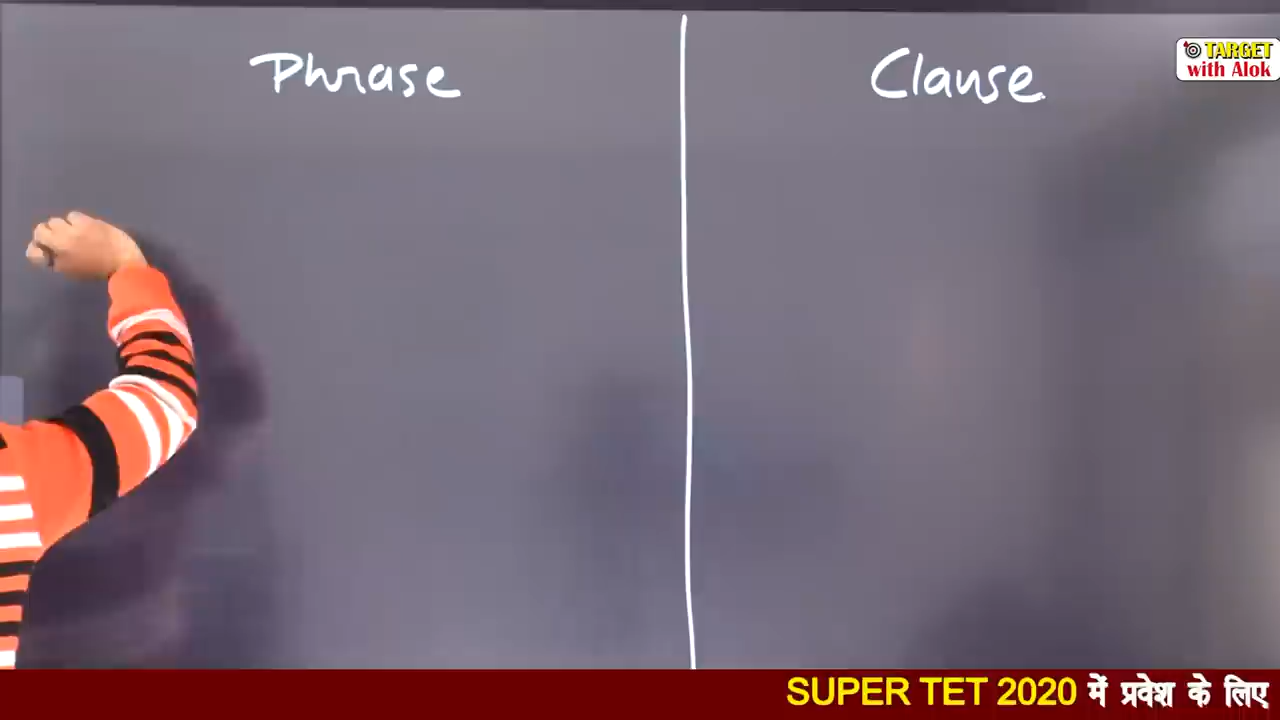 Phrase
Clause
TARGET
with Alok
SUPER TET 2020 में प्रवेश के लिए